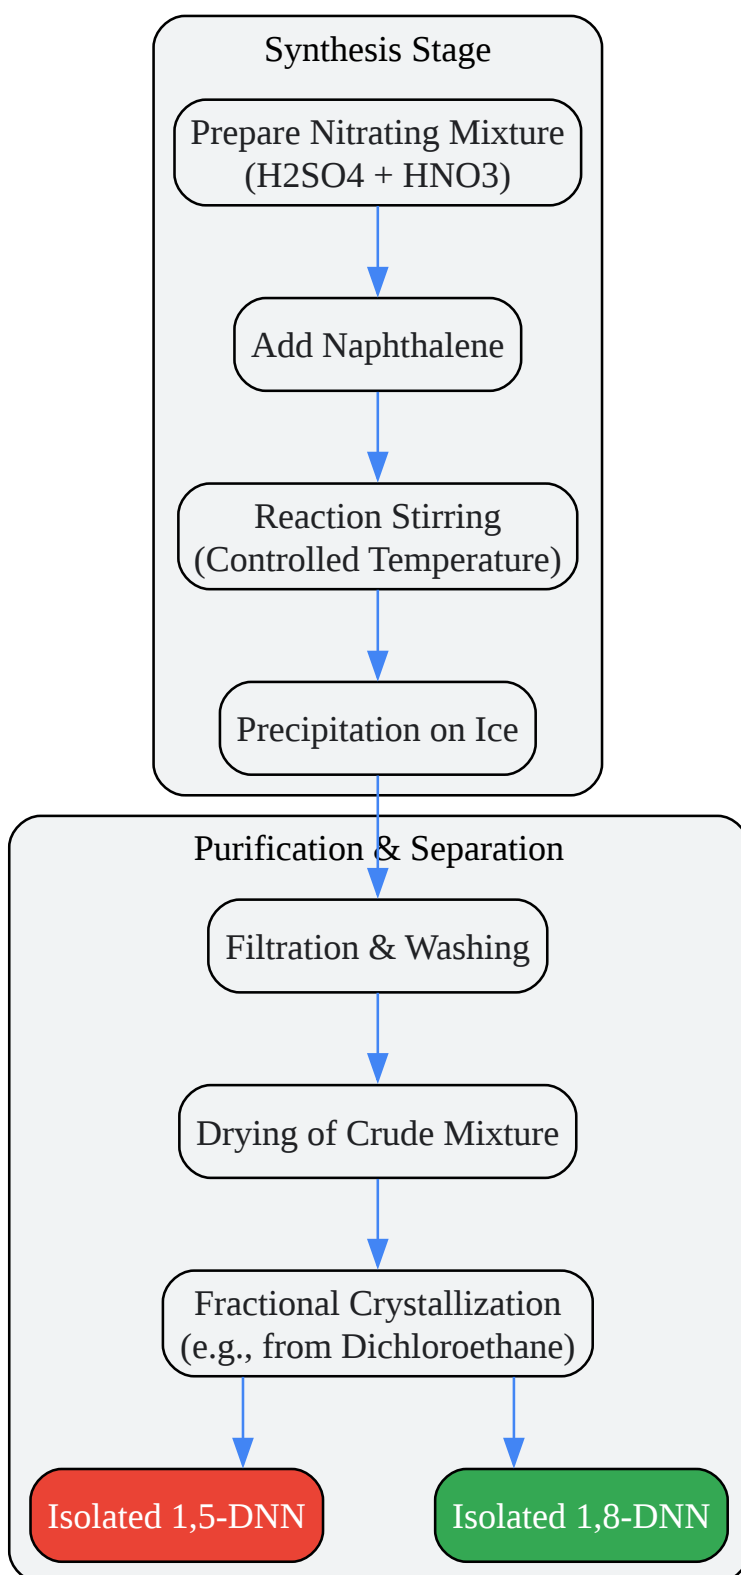 Synthesis Stage
Prepare Nitrating Mixture
(H2SO4 + HNO3)
Add Naphthalene
Reaction Stirring
(Controlled Temperature)
Precipitation on Ice
Purification & Separation
Filtration & Washing
Drying of Crude Mixture
Fractional Crystallization
(e.g., from Dichloroethane)
Isolated 1,5-DNN
Isolated 1,8-DNN